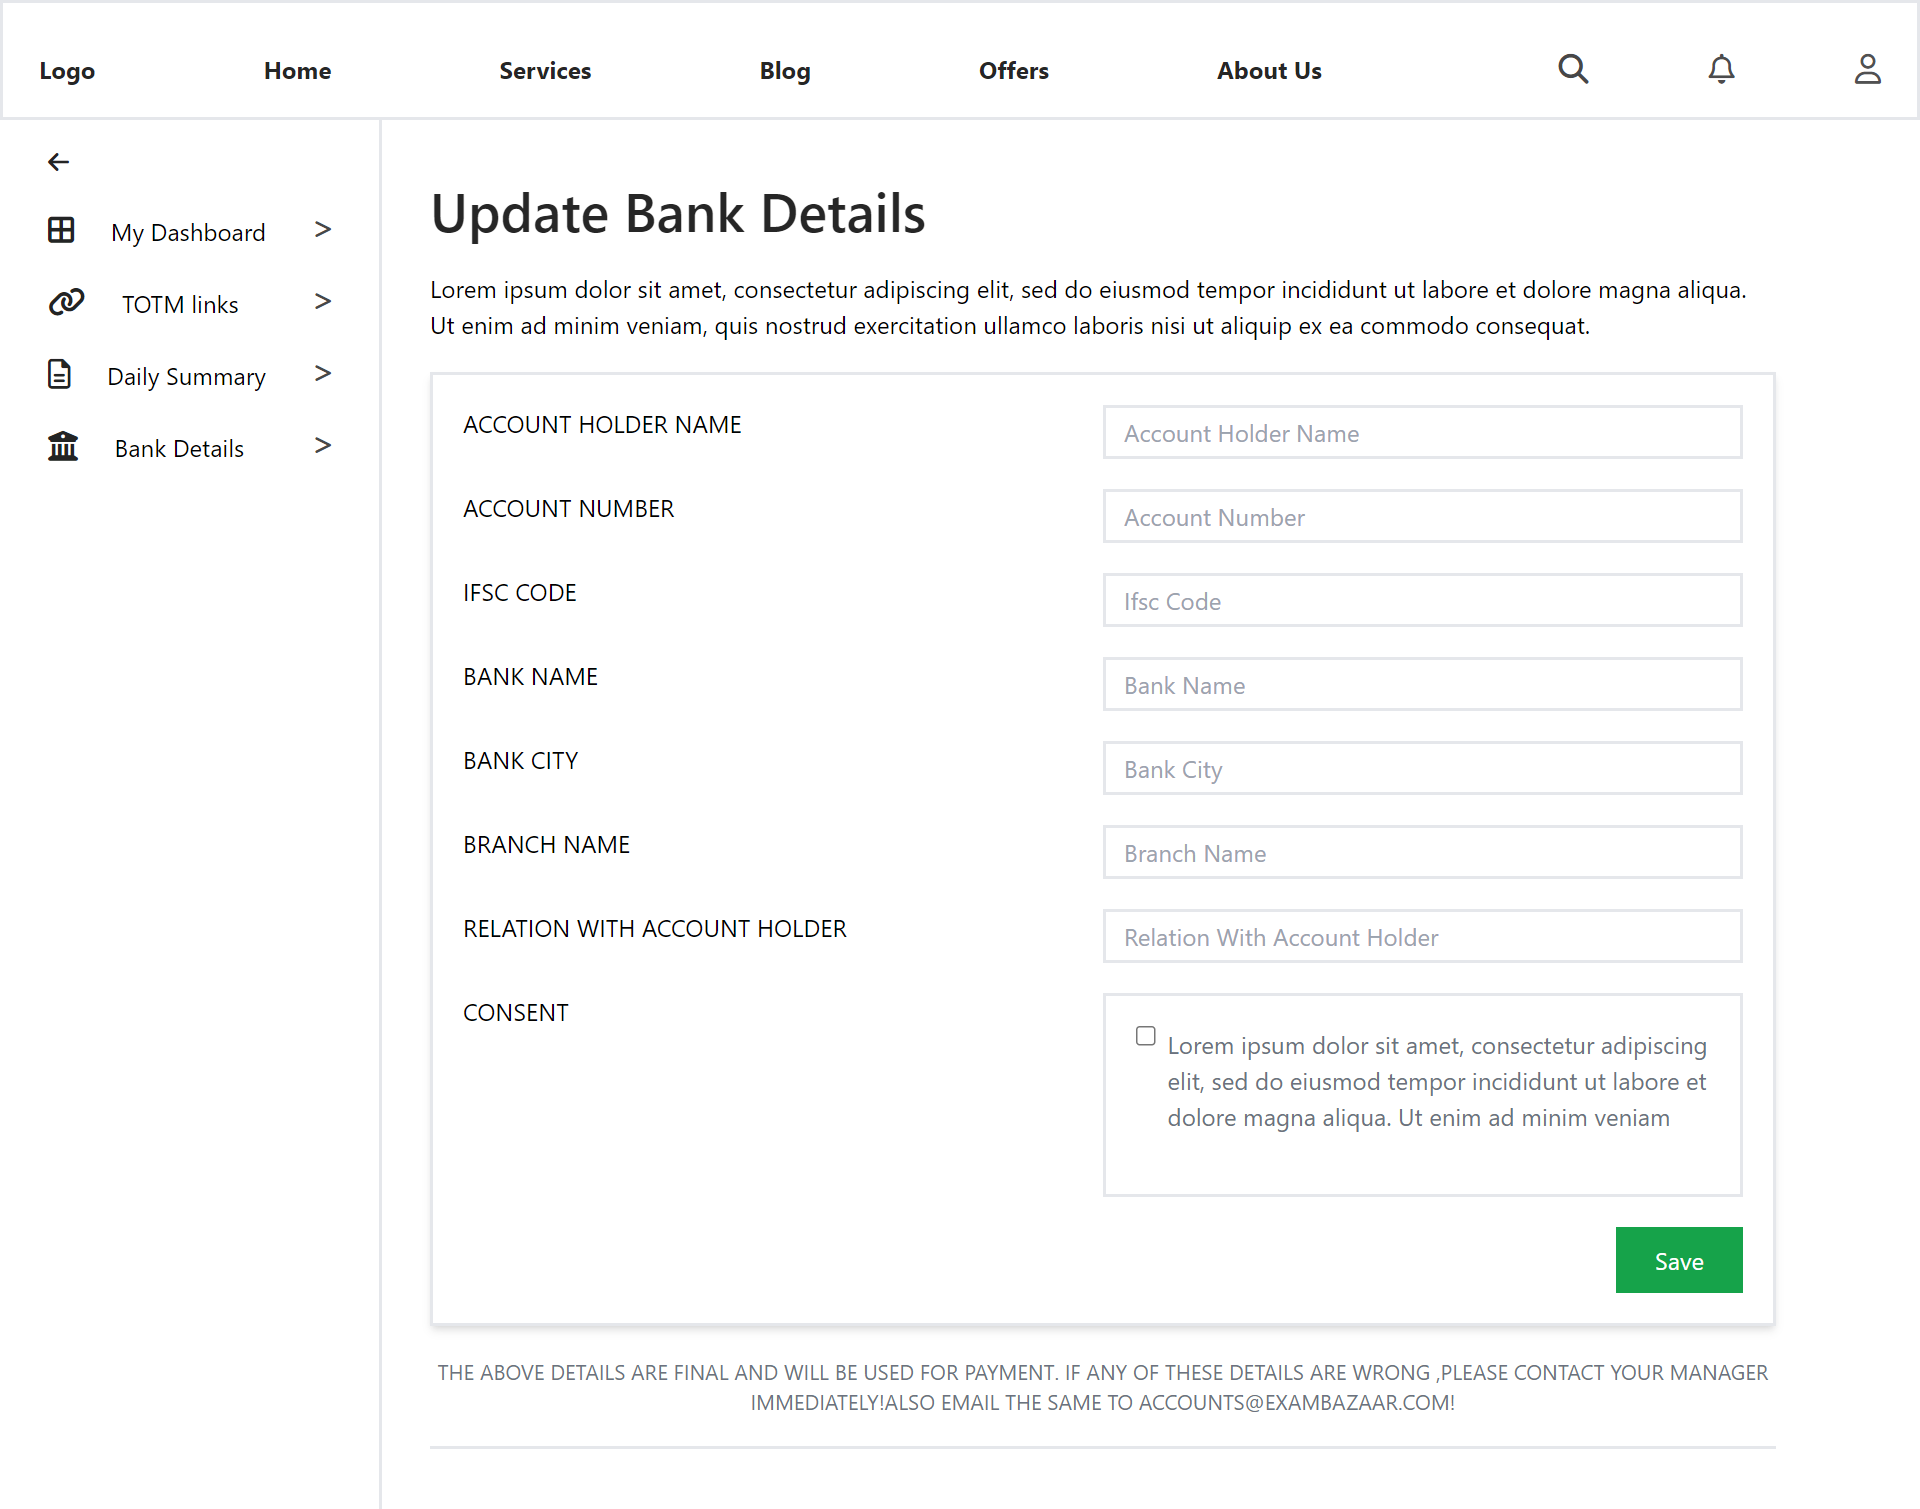 Logo
Home
Services
Blog
Offers
About Us
My Dashboard >
TOTM links >
Daily Summary >
Bank Details >
Update Bank Details
Lorem ipsum dolor sit amet, consectetur adipiscing elit, sed do eiusmod tempor incididunt ut labore et dolore magna aliqua.
Ut enim ad minim veniam, quis nostrud exercitation ullamco laboris nisi ut aliquip ex ea commodo consequat.
ACCOUNT HOLDER NAME
Account Holder Name
ACCOUNT NUMBER
Account Number
IFSC CODE
Ifsc Code
BANK NAME
Bank Name
BANK CITY
Bank City
BRANCH NAME
Branch Name
RELATION WITH ACCOUNT HOLDER
Relation With Account Holder
CONSENT
Lorem ipsum dolor sit amet, consectetur adipiscing
elit, sed do eiusmod tempor incididunt ut labore et
dolore magna aliqua. Ut enim ad minim veniam
Save
THE ABOVE DETAILS ARE FINAL AND WILL BE USED FOR PAYMENT. IF ANY OF THESE DETAILS ARE WRONG ,PLEASE CONTACT YOUR MANAGER
IMMEDIATELY!ALSO EMAIL THE SAME TO ACCOUNTS@EXAMBAZAAR.COM!